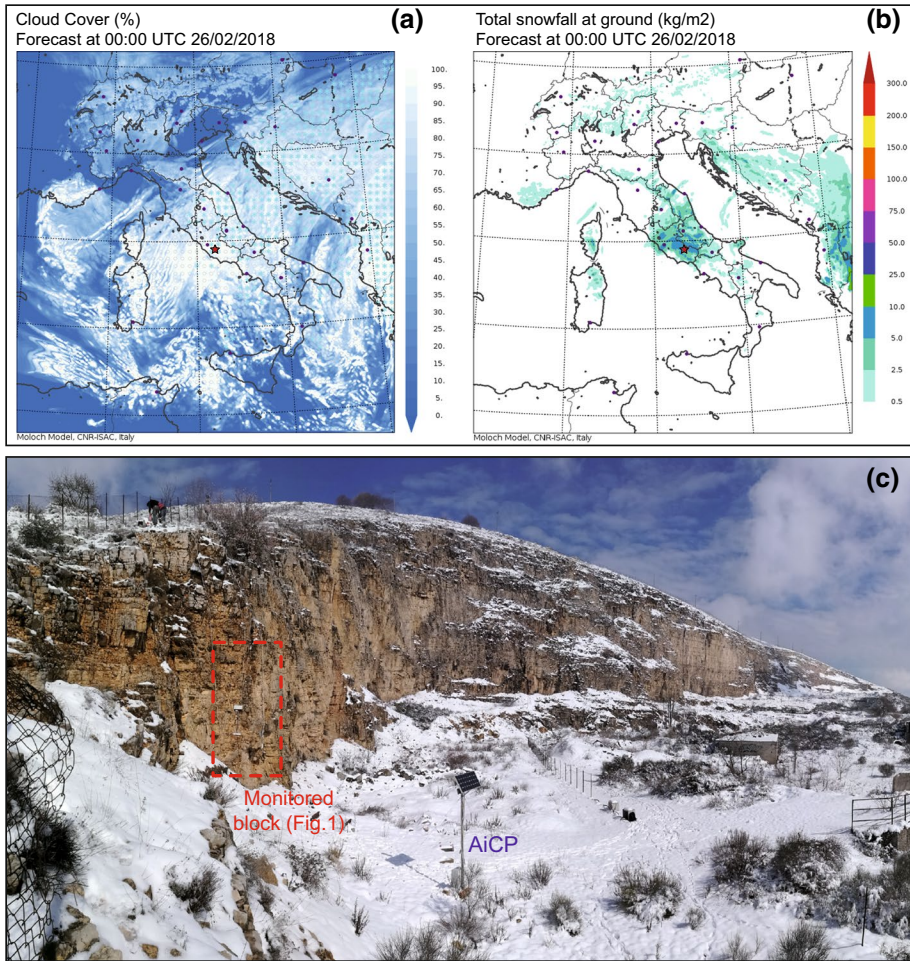 Cloud Cover (%)
Forecast at 00:00 UTC 26/02/2018
(a)
100.
95.
90.
85.
80.
75.
70.
65.
60.
55.
50.
45.
40.
35.
30.
25.
20.
15.
10.
5.
0.
Moloch Model, CNR-ISAC, Italy
Total snowfall at ground (kg/m2)
Forecast at 00:00 UTC 26/02/2018
(b)
300.0
200.0
150.0
100.0
75.0
50.0
25.0
10.0
5.0
2.5
0.5
Moloch Model, CNR-ISAC, Italy
(c)
Monitored
block (Fig.1)
AiCP